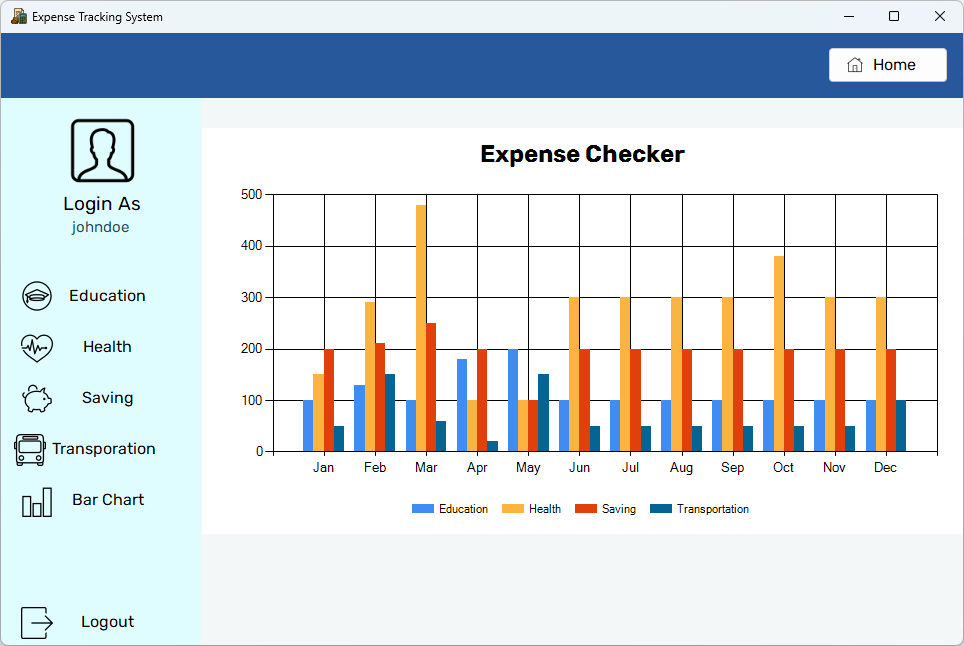 Expense Tracking System
Home
Login As
johndoe
Education
Health
Saving
Transporation
Bar Chart
Logout
Expense Checker
500
400
300
200
100
0
Jan Feb Mar Apr May Jun Jul Aug Sep Oct Nov Dec
Education Health Saving Transportation